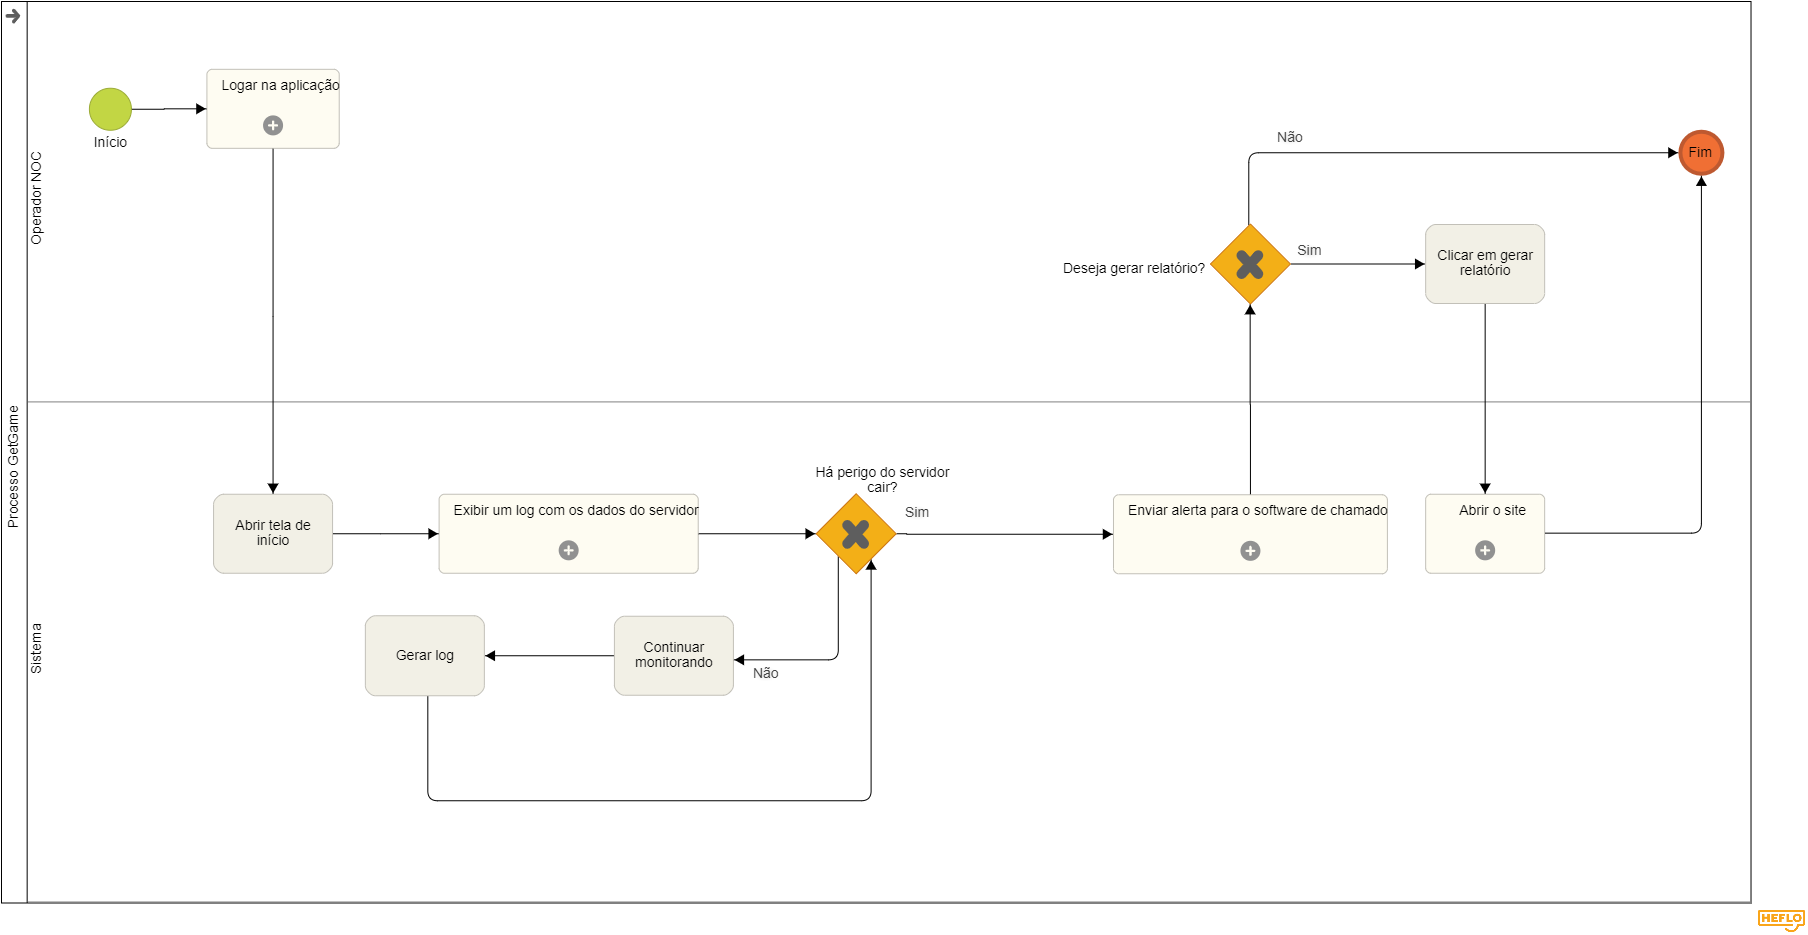 Processo GetGame
Operador NOC
Início
Logar na aplicação
Não
Fim
Deseja gerar relatório?
Sim
Clicar em gerar
relatório
Sistema
Abrir tela de
início
Exibir um log com os dados do servidor
Há perigo do servidor
cair?
Sim
Enviar alerta para o software de chamado
Abrir o site
Gerar log
Continuar
monitorando
Não
HEFLO